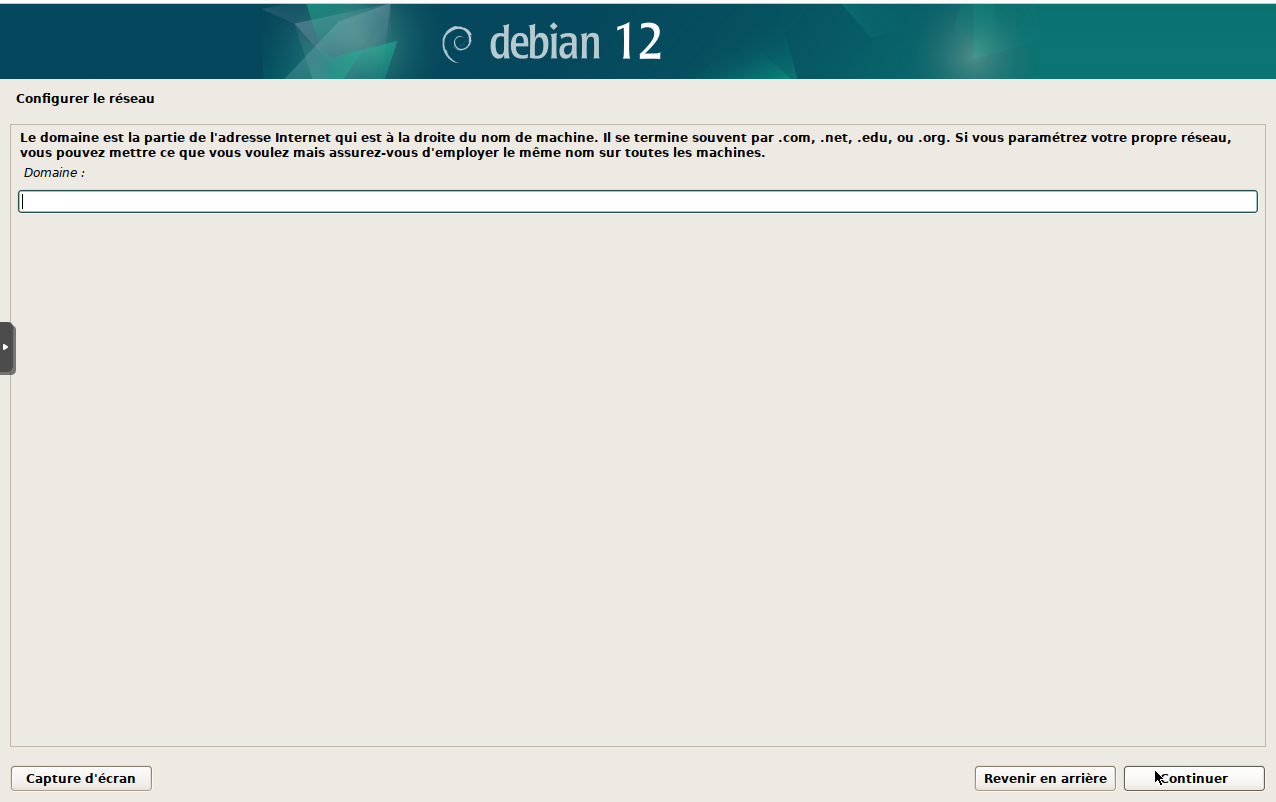 debian 12
Configurer le réseau
Le domaine est la partie de l'adresse Internet qui est à la droite du nom de machine. Il se termine souvent par .com, .net, .edu, ou .org. Si vous paramétrez votre propre réseau,
vous pouvez mettre ce que vous voulez mais assurez-vous d'employer le même nom sur toutes les machines.
Domaine :
Capture d'écran
Revenir en arrière
Continuer